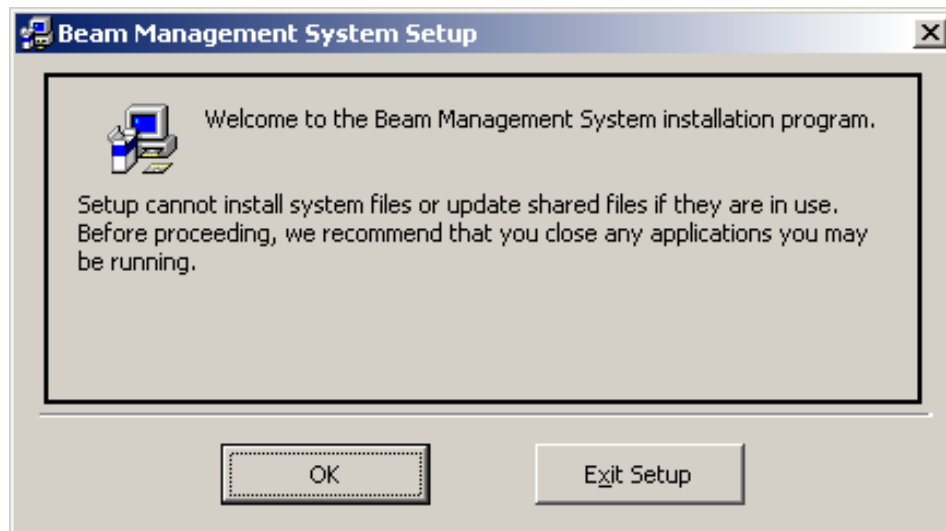 Beam Management System Setup
Welcome to the Beam Management System installation program.
Setup cannot install system files or update shared files if they are in use.
Before proceeding, we recommend that you close any applications you may
be running.
OK
Exit Setup